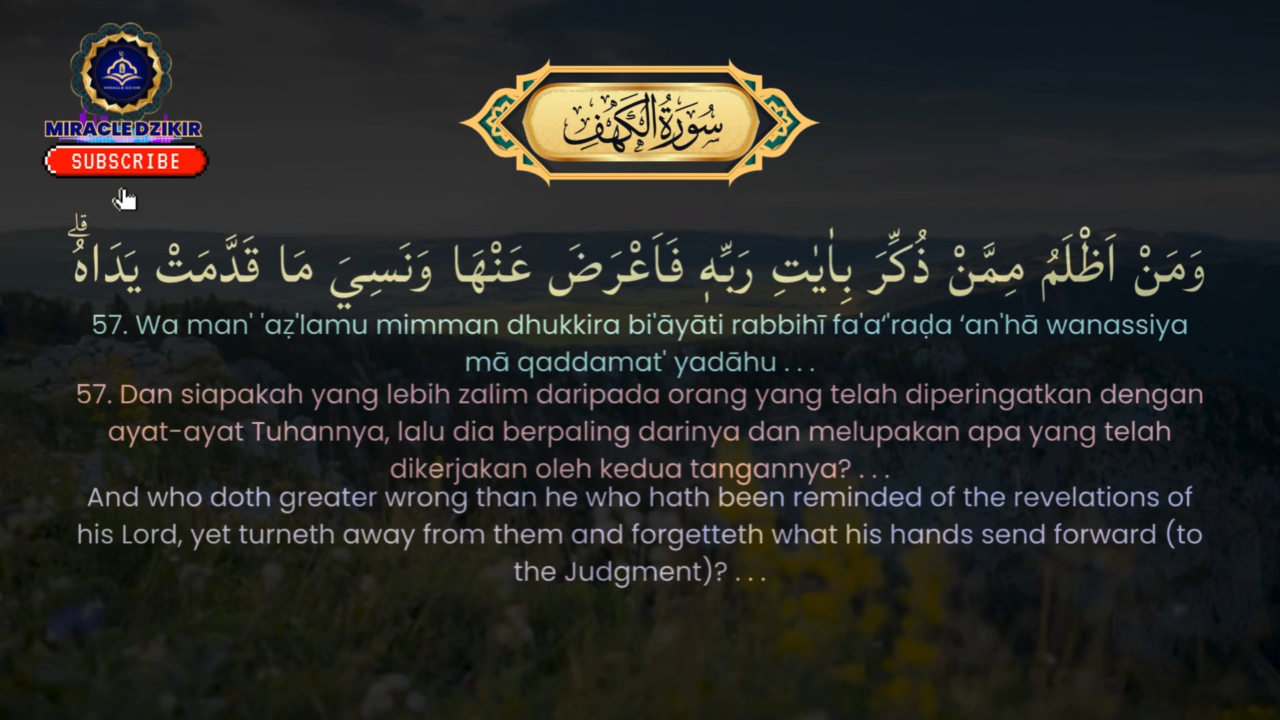 MIRACLE DZIKIR
MIRACLEDZIKIR
SUBSCRIBE
سُوْرَةُ الْكَهْفِ
وَمَنْ اَظْلَمُ مِمَّنْ ذُكِّرَ بِاٰيٰتِ رَبِّهٖ فَاَعْرَضَ عَنْهَا وَنَسِيَ مَا قَدَّمَتْ يَدَاهُۗ
57. Wa man' 'aẓ'lamu mimman dhukkira bi'āyāti rabbihī fa'a‘'raḍa ‘an'hā wanassiya
mā qaddamat' yadāhu . . .
57. Dan siapakah yang lebih zalim daripada orang yang telah diperingatkan dengan
ayat-ayat Tuhannya, lalu dia berpaling darinya dan melupakan apa yang telah
dikerjakan oleh kedua tangannya? . . .
And who doth greater wrong than he who hath been reminded of the revelations of
his Lord, yet turneth away from them and forgetteth what his hands send forward (to
the Judgment)? . . .